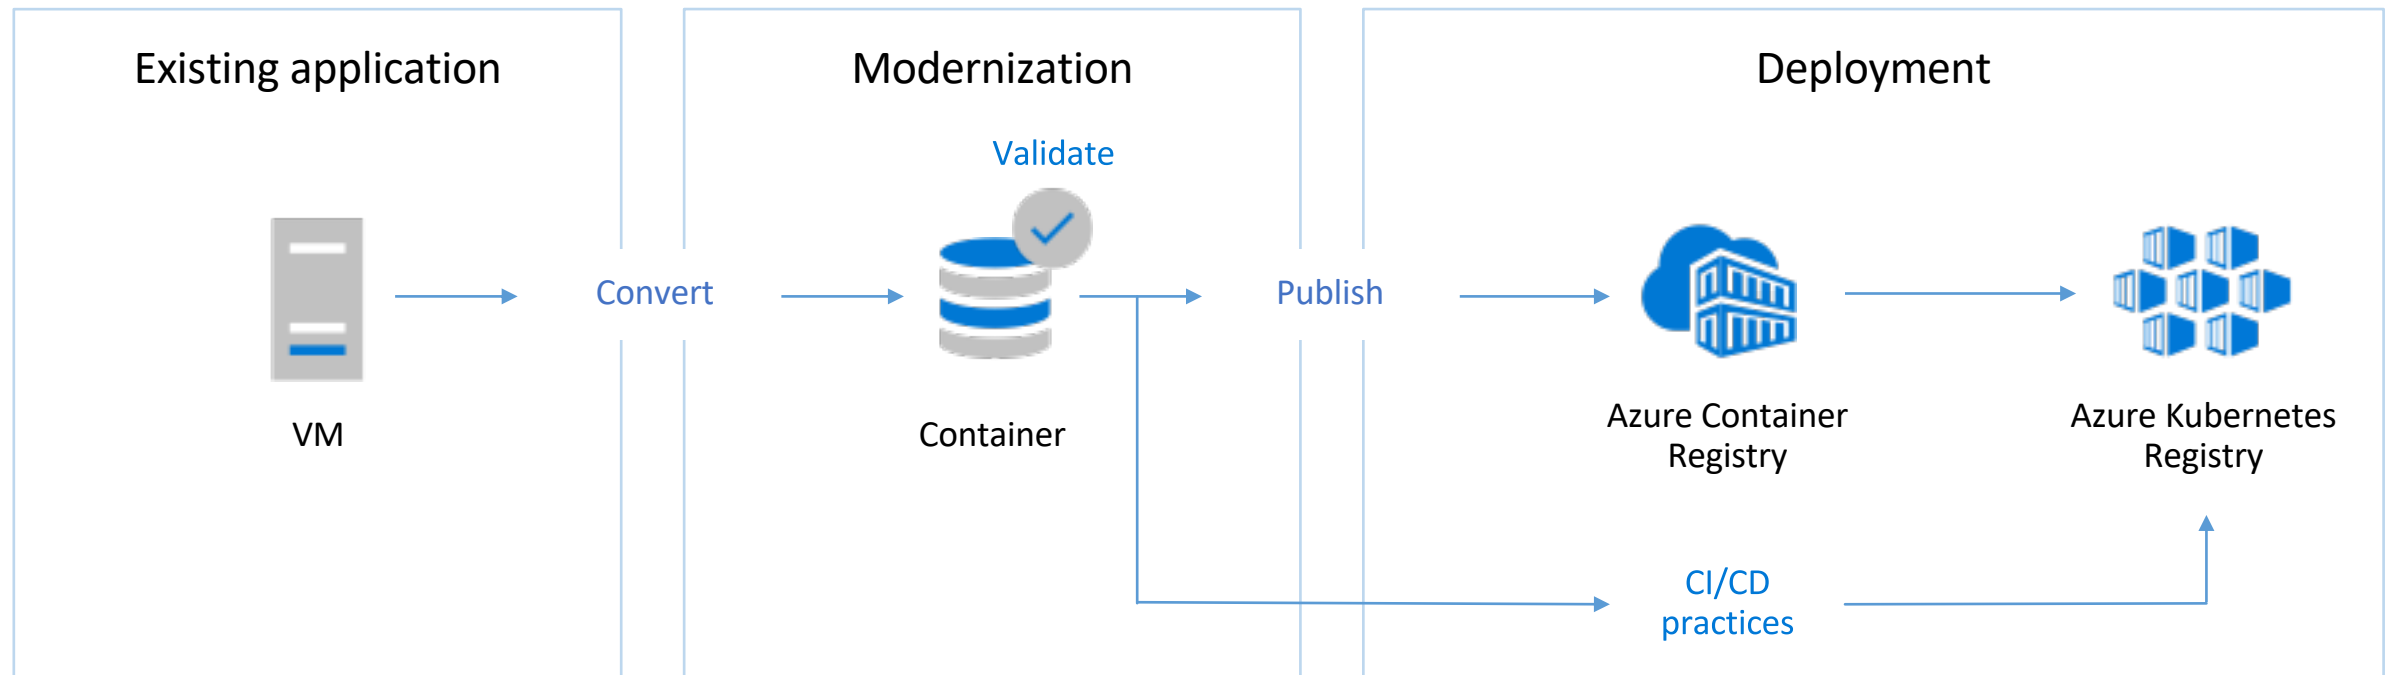 Existing application
Modernization
Deployment
Validate
Convert
Publish
VM
Container
Azure Container
Registry
Azure Kubernetes
Registry
CI/CD
practices